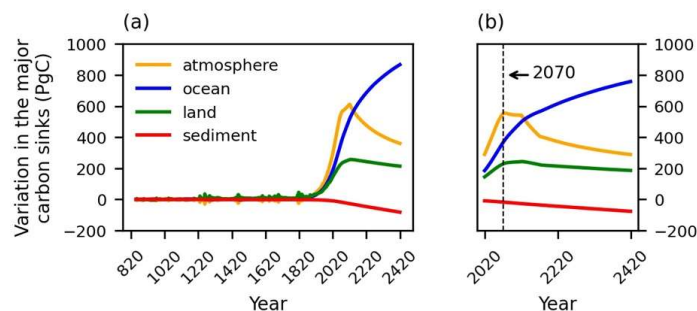 (a)
(b)
Variation in the major
carbon sinks (PgC)
1000
800
600
400
200
0
−200
atmosphere
ocean
land
sediment
820
1020
1220
1420
1620
1820
2020
2220
2420
Year
2070
2020
2420
Year
1000
800
600
400
200
0
−200